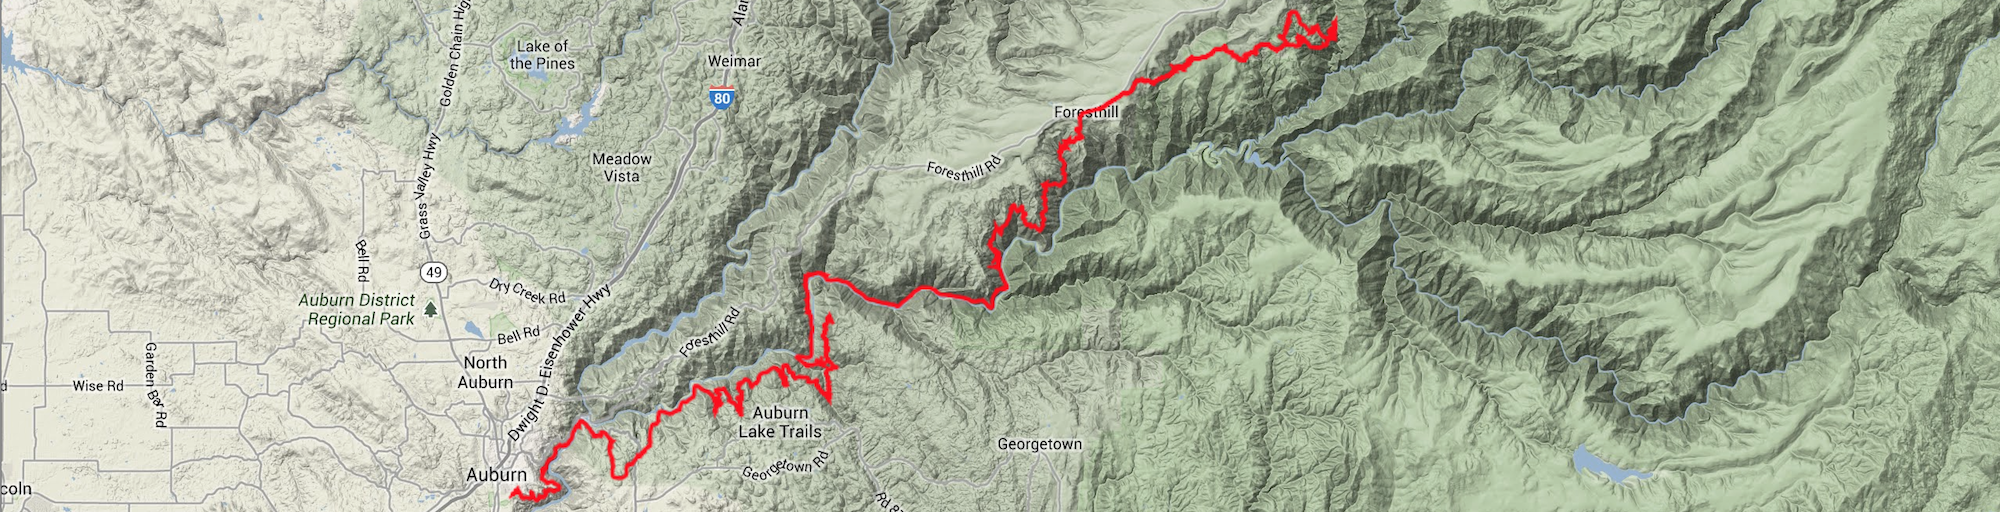 Lake of
the Pines
Golden Chain Hig
Alar
Weimar
80
Foresthill
Meadow
Vista
Foresthill Rd
Grass Valley Hwy
Bell Rd
49
Dry Creek Rd
Auburn District
Regional Park
Bell Rd
Dwight D. Eisenhower Hwy
Foresthill Rd
Garden Bar Rd
North
Auburn
d
Wise Rd
Auburn
Lake Trails
Georgetown
Auburn
Georgetown Rd
coln